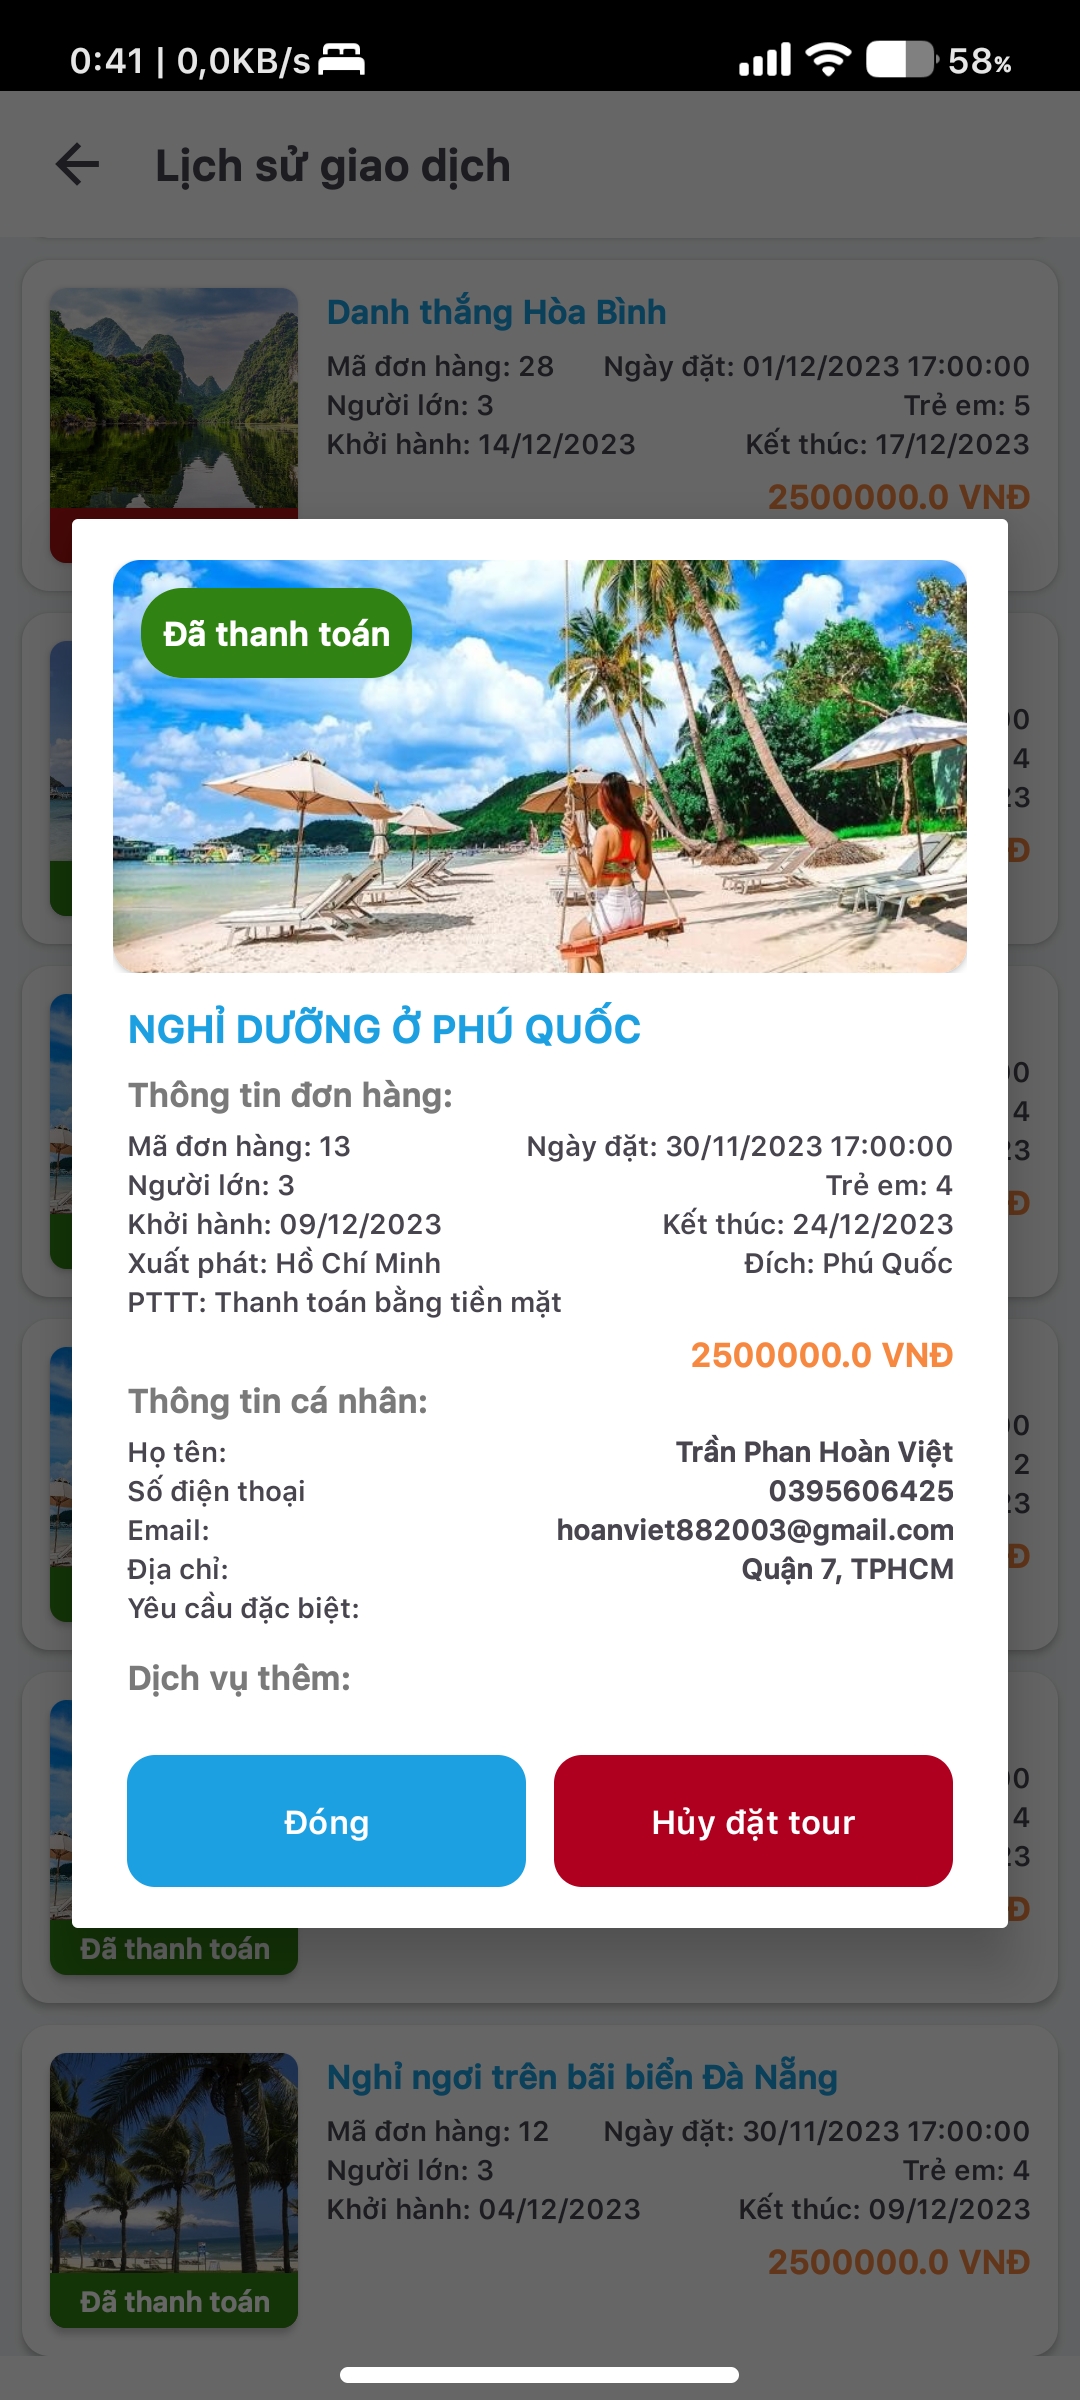 0:41 | 0,0KB/s
58%
Lịch sử giao dịch
Danh thắng Hòa Bình
Mã đơn hàng: 28 Ngày đặt: 01/12/2023 17:00:00
Người lớn: 3 Trẻ em: 5
Khởi hành: 14/12/2023 Kết thúc: 17/12/2023
2500000.0 VNĐ
Đã thanh toán
NGHỈ DƯỠNG Ở PHÚ QUỐC
Thông tin đơn hàng:
Mã đơn hàng: 13 Ngày đặt: 30/11/2023 17:00:00
Người lớn: 3 Trẻ em: 4
Khởi hành: 09/12/2023 Kết thúc: 24/12/2023
Xuất phát: Hồ Chí Minh Đích: Phú Quốc
PTTT: Thanh toán bằng tiền mặt
2500000.0 VNĐ
Thông tin cá nhân:
Họ tên: Trần Phan Hoàn Việt
Số điện thoại 0395606425
Email: hoanviet882003@gmail.com
Địa chỉ: Quận 7, TPHCM
Yêu cầu đặc biệt:
Dịch vụ thêm:
Đóng Hủy đặt tour
Đã thanh toán
Nghỉ ngơi trên bãi biển Đà Nẵng
Mã đơn hàng: 12 Ngày đặt: 30/11/2023 17:00:00
Người lớn: 3 Trẻ em: 4
Khởi hành: 04/12/2023 Kết thúc: 09/12/2023
2500000.0 VNĐ
Đã thanh toán